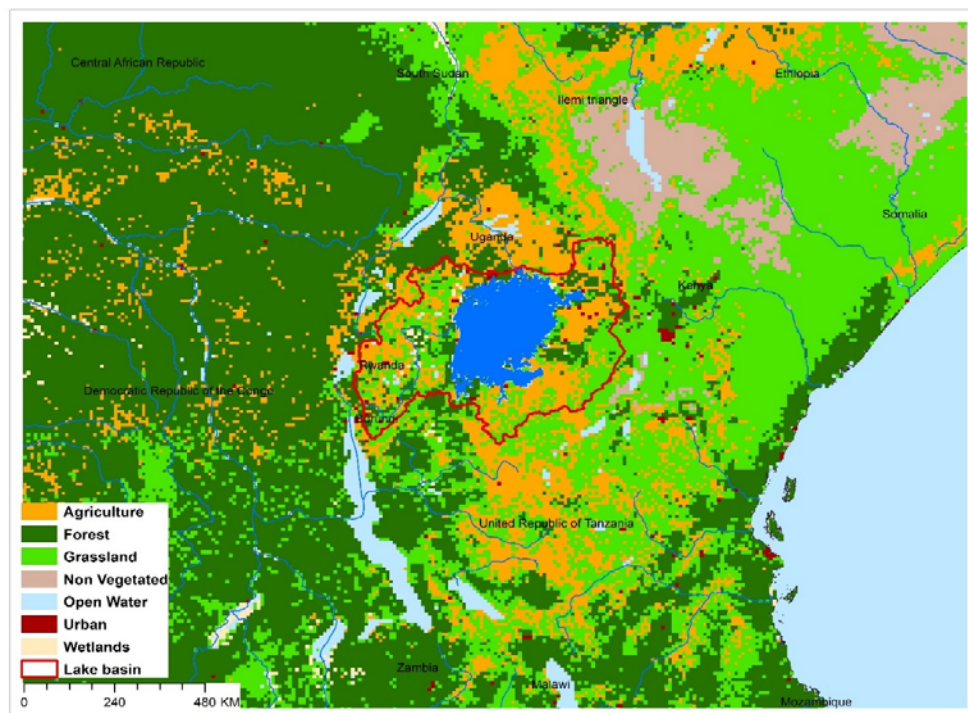 Central African Republic
South Sudan
Ethiopia
Ilemi triangle
Somalia
Uganda
Kenya
Rwanda
Democratic Republic of the Congo
Burundi
United Republic of Tanzania
Agriculture
Forest
Grassland
Non Vegetated
Open Water
Urban
Wetlands
Lake basin
Zambia
Malawi
Mozambique
0 240 480 KM